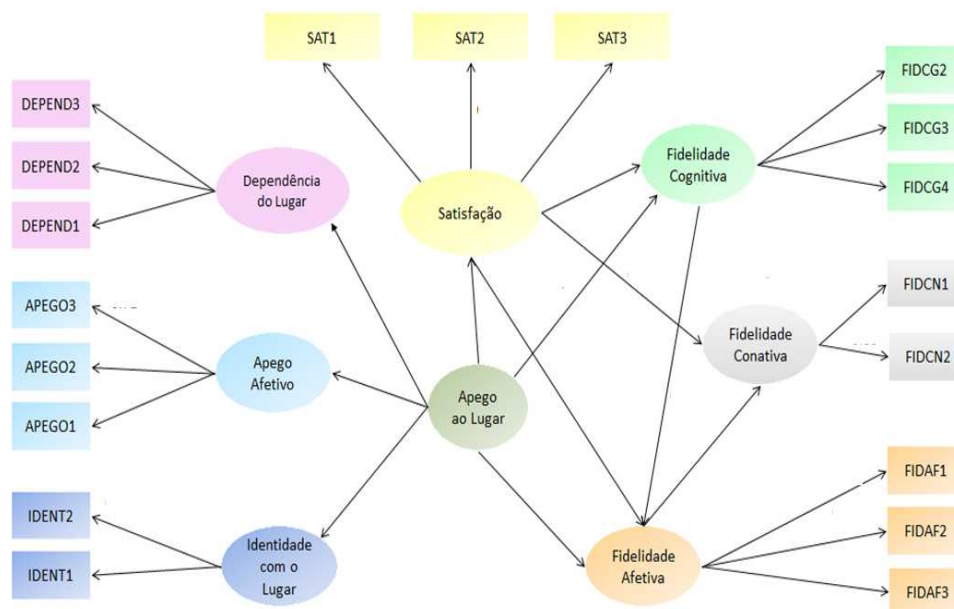 SAT1
SAT2
SAT3
DEPEND3
DEPEND2
DEPEND1
Dependência
do Lugar
Satisfação
Fidelidade
Cognitiva
FIDCG2
FIDCG3
FIDCG4
APEGO3
APEGO2
APEGO1
Apego
Afetivo
Apego
ao Lugar
Fidelidade
Conativa
FIDCN1
FIDCN2
IDENT2
IDENT1
Identidade
com o
Lugar
Fidelidade
Afetiva
FIDAF1
FIDAF2
FIDAF3